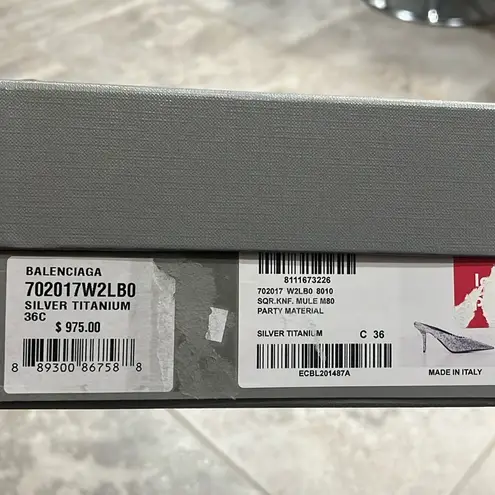 BALENCIAGA
702017W2LB0
SILVER TITANIUM
36C
$ 975.00
8 89300 86758 8
8111673226
702017 W2LB0 8010
SQR.KNF. MULE M80
PARTY MATERIAL
SILVER TITANIUM C 36
ECBL201487A
MADE IN ITALY